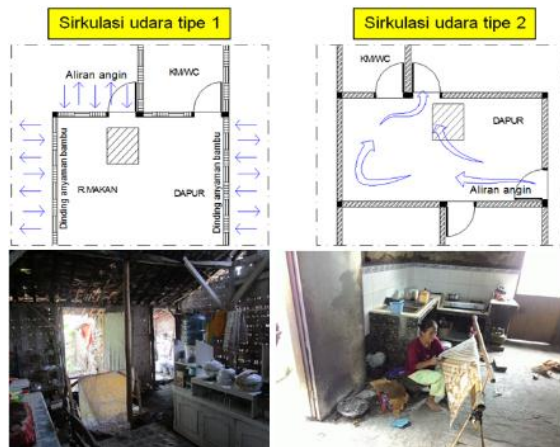 Sirkulasi udara tipe 1
Aliran angin
KM/WC
Dinding anyaman bambu
R.MAKAN
DAPUR
Dinding anyaman bambu
Sirkulasi udara tipe 2
KM/WC
DAPUR
Aliran angin